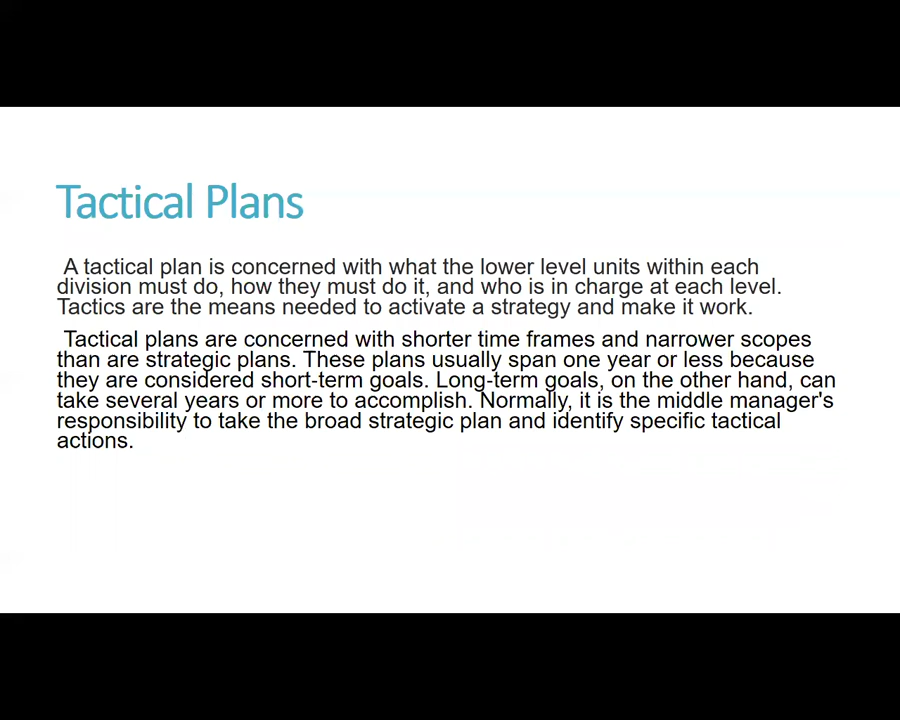 Tactical Plans
A tactical plan is concerned with what the lower level units within each
division must do, how they must do it, and who is in charge at each level.
Tactics are the means needed to activate a strategy and make it work.
Tactical plans are concerned with shorter time frames and narrower scopes
than are strategic plans. These plans usually span one year or less because
they are considered short-term goals. Long-term goals, on the other hand, can
take several years or more to accomplish. Normally, it is the middle manager's
responsibility to take the broad strategic plan and identify specific tactical
actions.